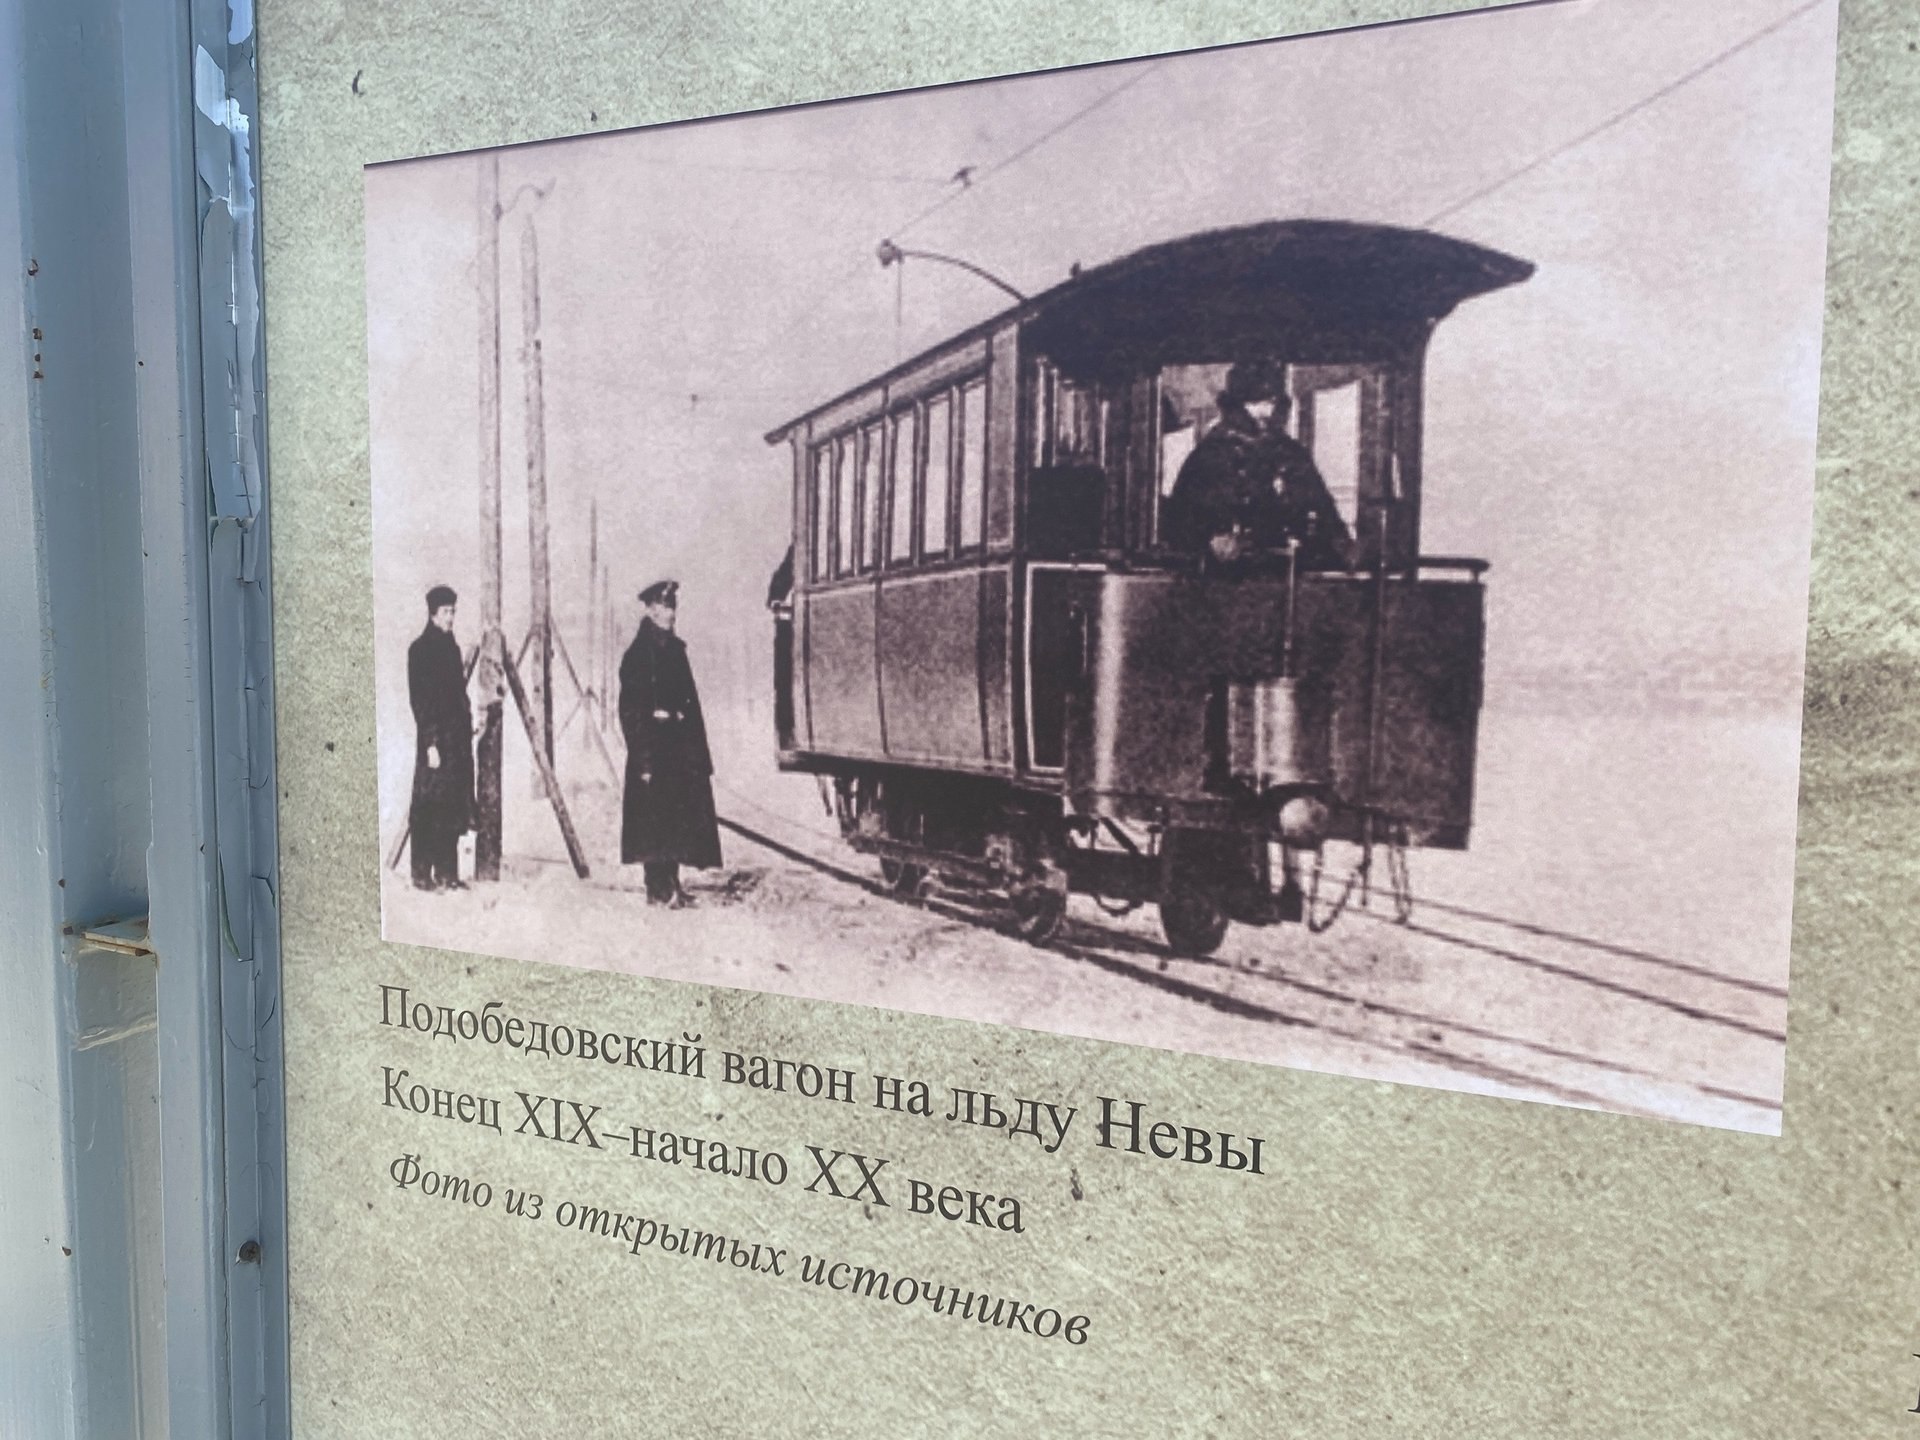 Подобедовский вагон на льду Невы
Конец XIX–начало XX века
Фото из открытых источников